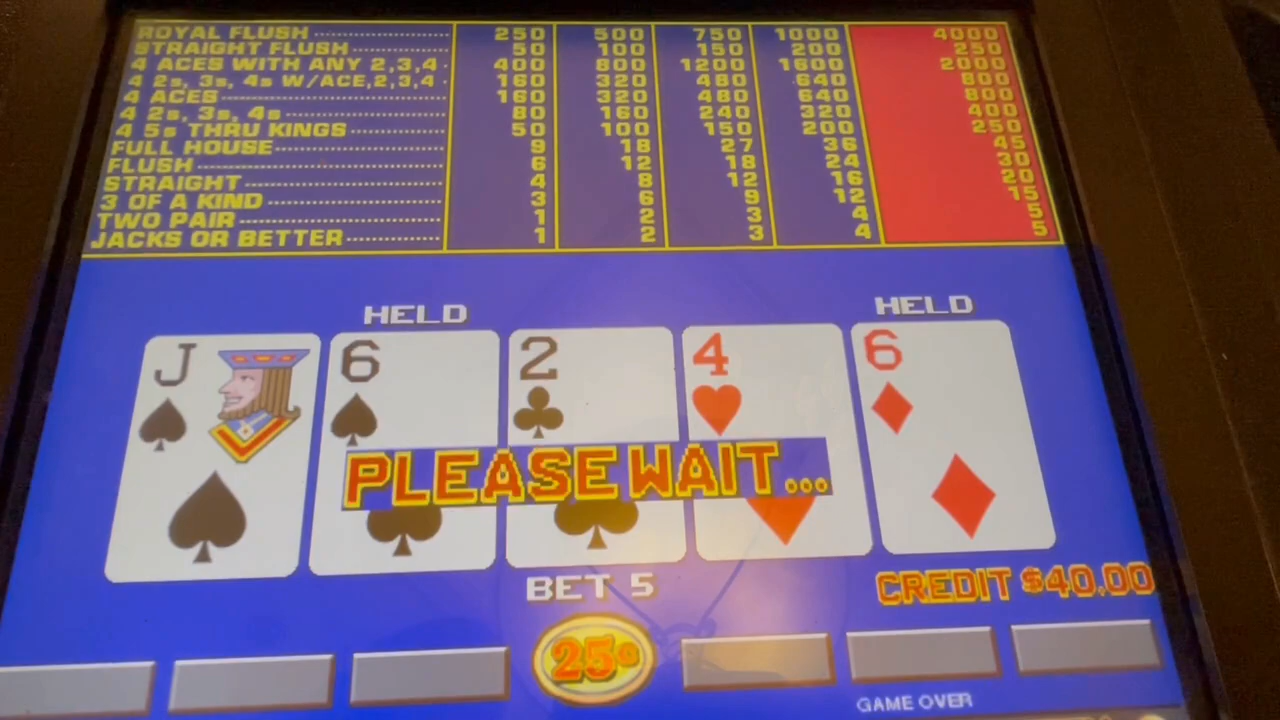 ROYAL FLUSH 250 500 750 1000 4000
STRAIGHT FLUSH 50 100 150 200 250
4 ACES WITH ANY 2,3,4 400 800 1200 1600 2000
4 2s, 3s, 4s W/ACE,2,3,4 160 320 480 640 800
4 ACES 160 320 480 640 800
4 2s, 3s, 4s 80 160 240 320 400
4 5s THRU KINGS 50 100 150 200 250
FULL HOUSE 9 18 27 36 45
FLUSH 6 12 18 24 30
STRAIGHT 4 8 12 16 20
3 OF A KIND 3 6 9 12 15
TWO PAIR 1 2 3 4 5
JACKS OR BETTER 1 2 3 4 5
HELD HELD
J 6 2 4 6
PLEASE WAIT...
BET 5 CREDIT $40.00
25¢
GAME OVER